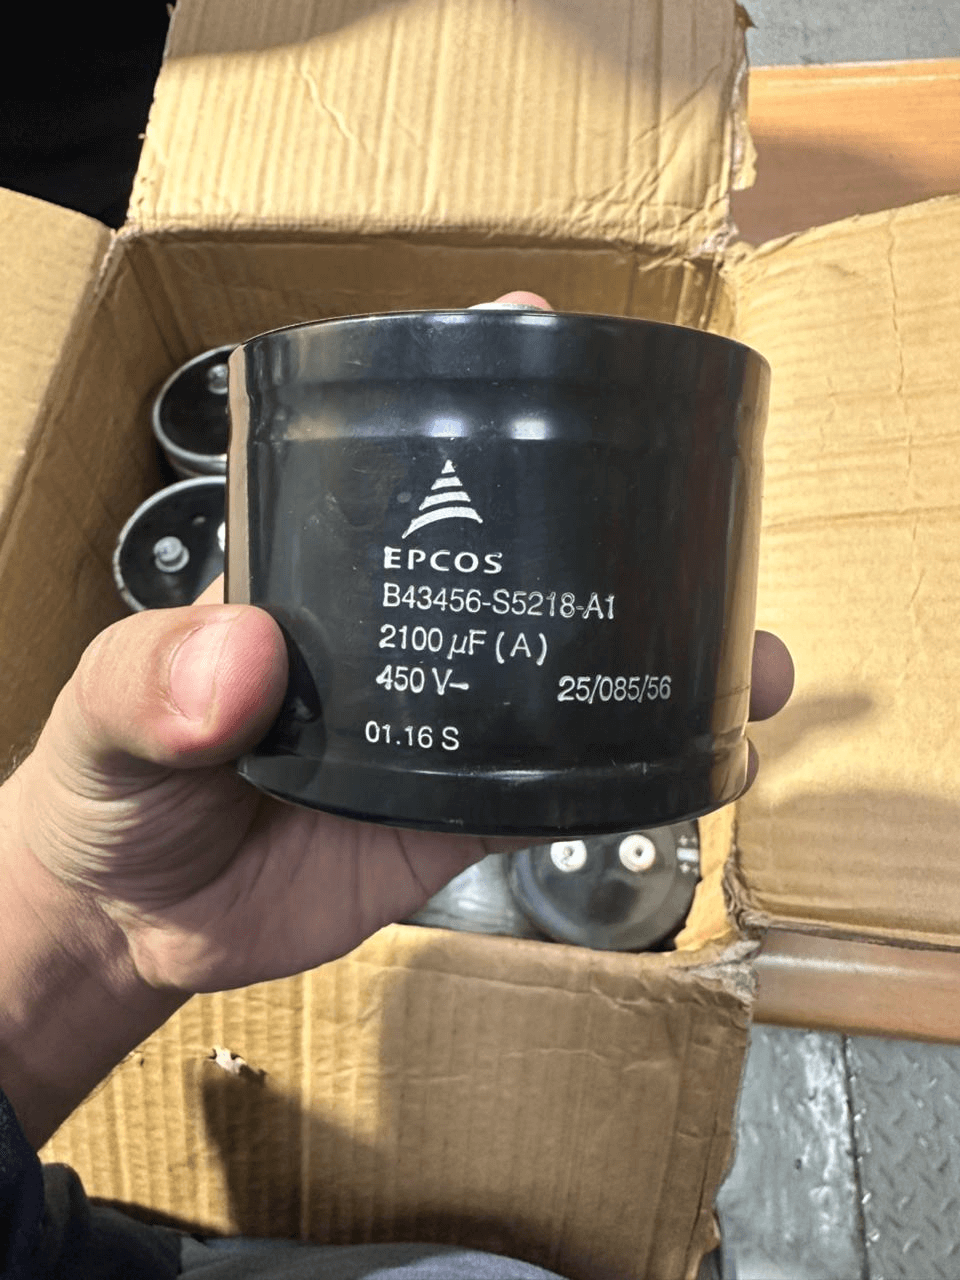 EPCOS
B43456-S5218-A1
2100 µF (A)
450 V- 25/085/56
01.16 S